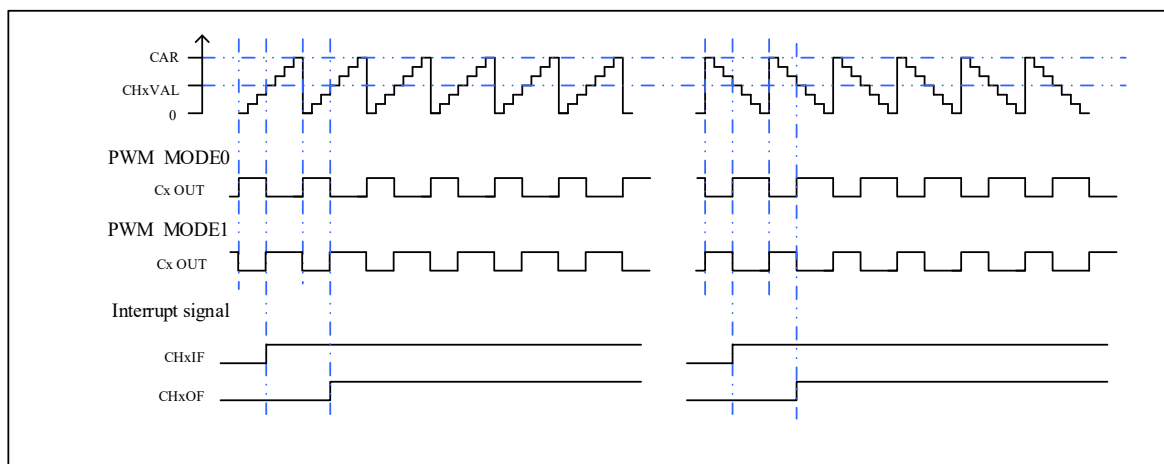 CAR
CHxVAL
0
PWM MODE0
Cx OUT
PWM MODE1
Cx OUT
Interrupt signal
CHxIF
CHxOF